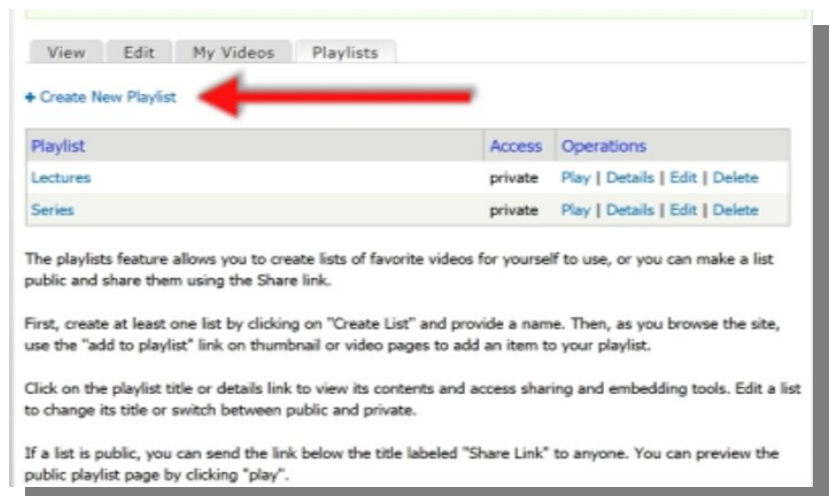 View Edit My Videos Playlists
+ Create New Playlist
Playlist Access Operations
Lectures private Play | Details | Edit | Delete
Series private Play | Details | Edit | Delete
The playlists feature allows you to create lists of favorite videos for yourself to use, or you can make a list
public and share them using the Share link.
First, create at least one list by clicking on "Create List" and provide a name. Then, as you browse the site,
use the "add to playlist" link on thumbnail or video pages to add an item to your playlist.
Click on the playlist title or details link to view its contents and access sharing and embedding tools. Edit a list
to change its title or switch between public and private.
If a list is public, you can send the link below the title labeled "Share Link" to anyone. You can preview the
public playlist page by clicking "play".